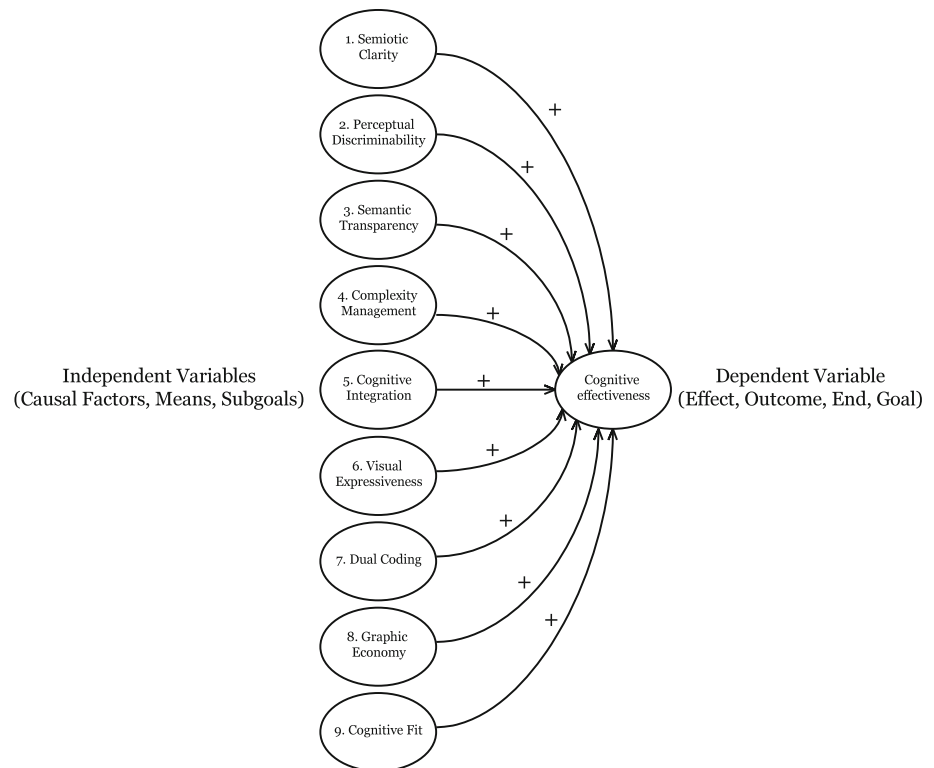 1. Semiotic
Clarity
+
2. Perceptual
Discriminability
+
3. Semantic
Transparency
+
4. Complexity
Management
+
Independent Variables
(Causal Factors, Means, Subgoals)
5. Cognitive
Integration
+
Cognitive
effectiveness
Dependent Variable
(Effect, Outcome, End, Goal)
6. Visual
Expressiveness
+
7. Dual Coding
+
8. Graphic
Economy
+
9. Cognitive Fit
+